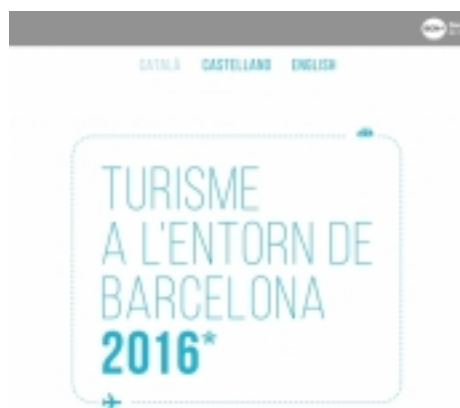 CATALÀ CASTELLANO ENGLISH
TURISME
A L'ENTORN DE
BARCELONA
2016*